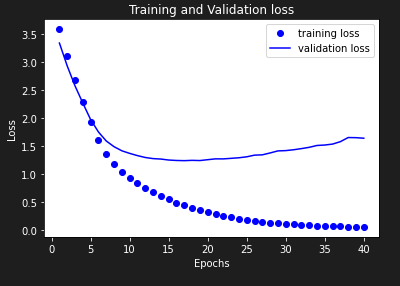 Training and Validation loss
training loss
validation loss
Loss
3.5
3.0
2.5
2.0
1.5
1.0
0.5
0.0
0 5 10 15 20 25 30 35 40
Epochs